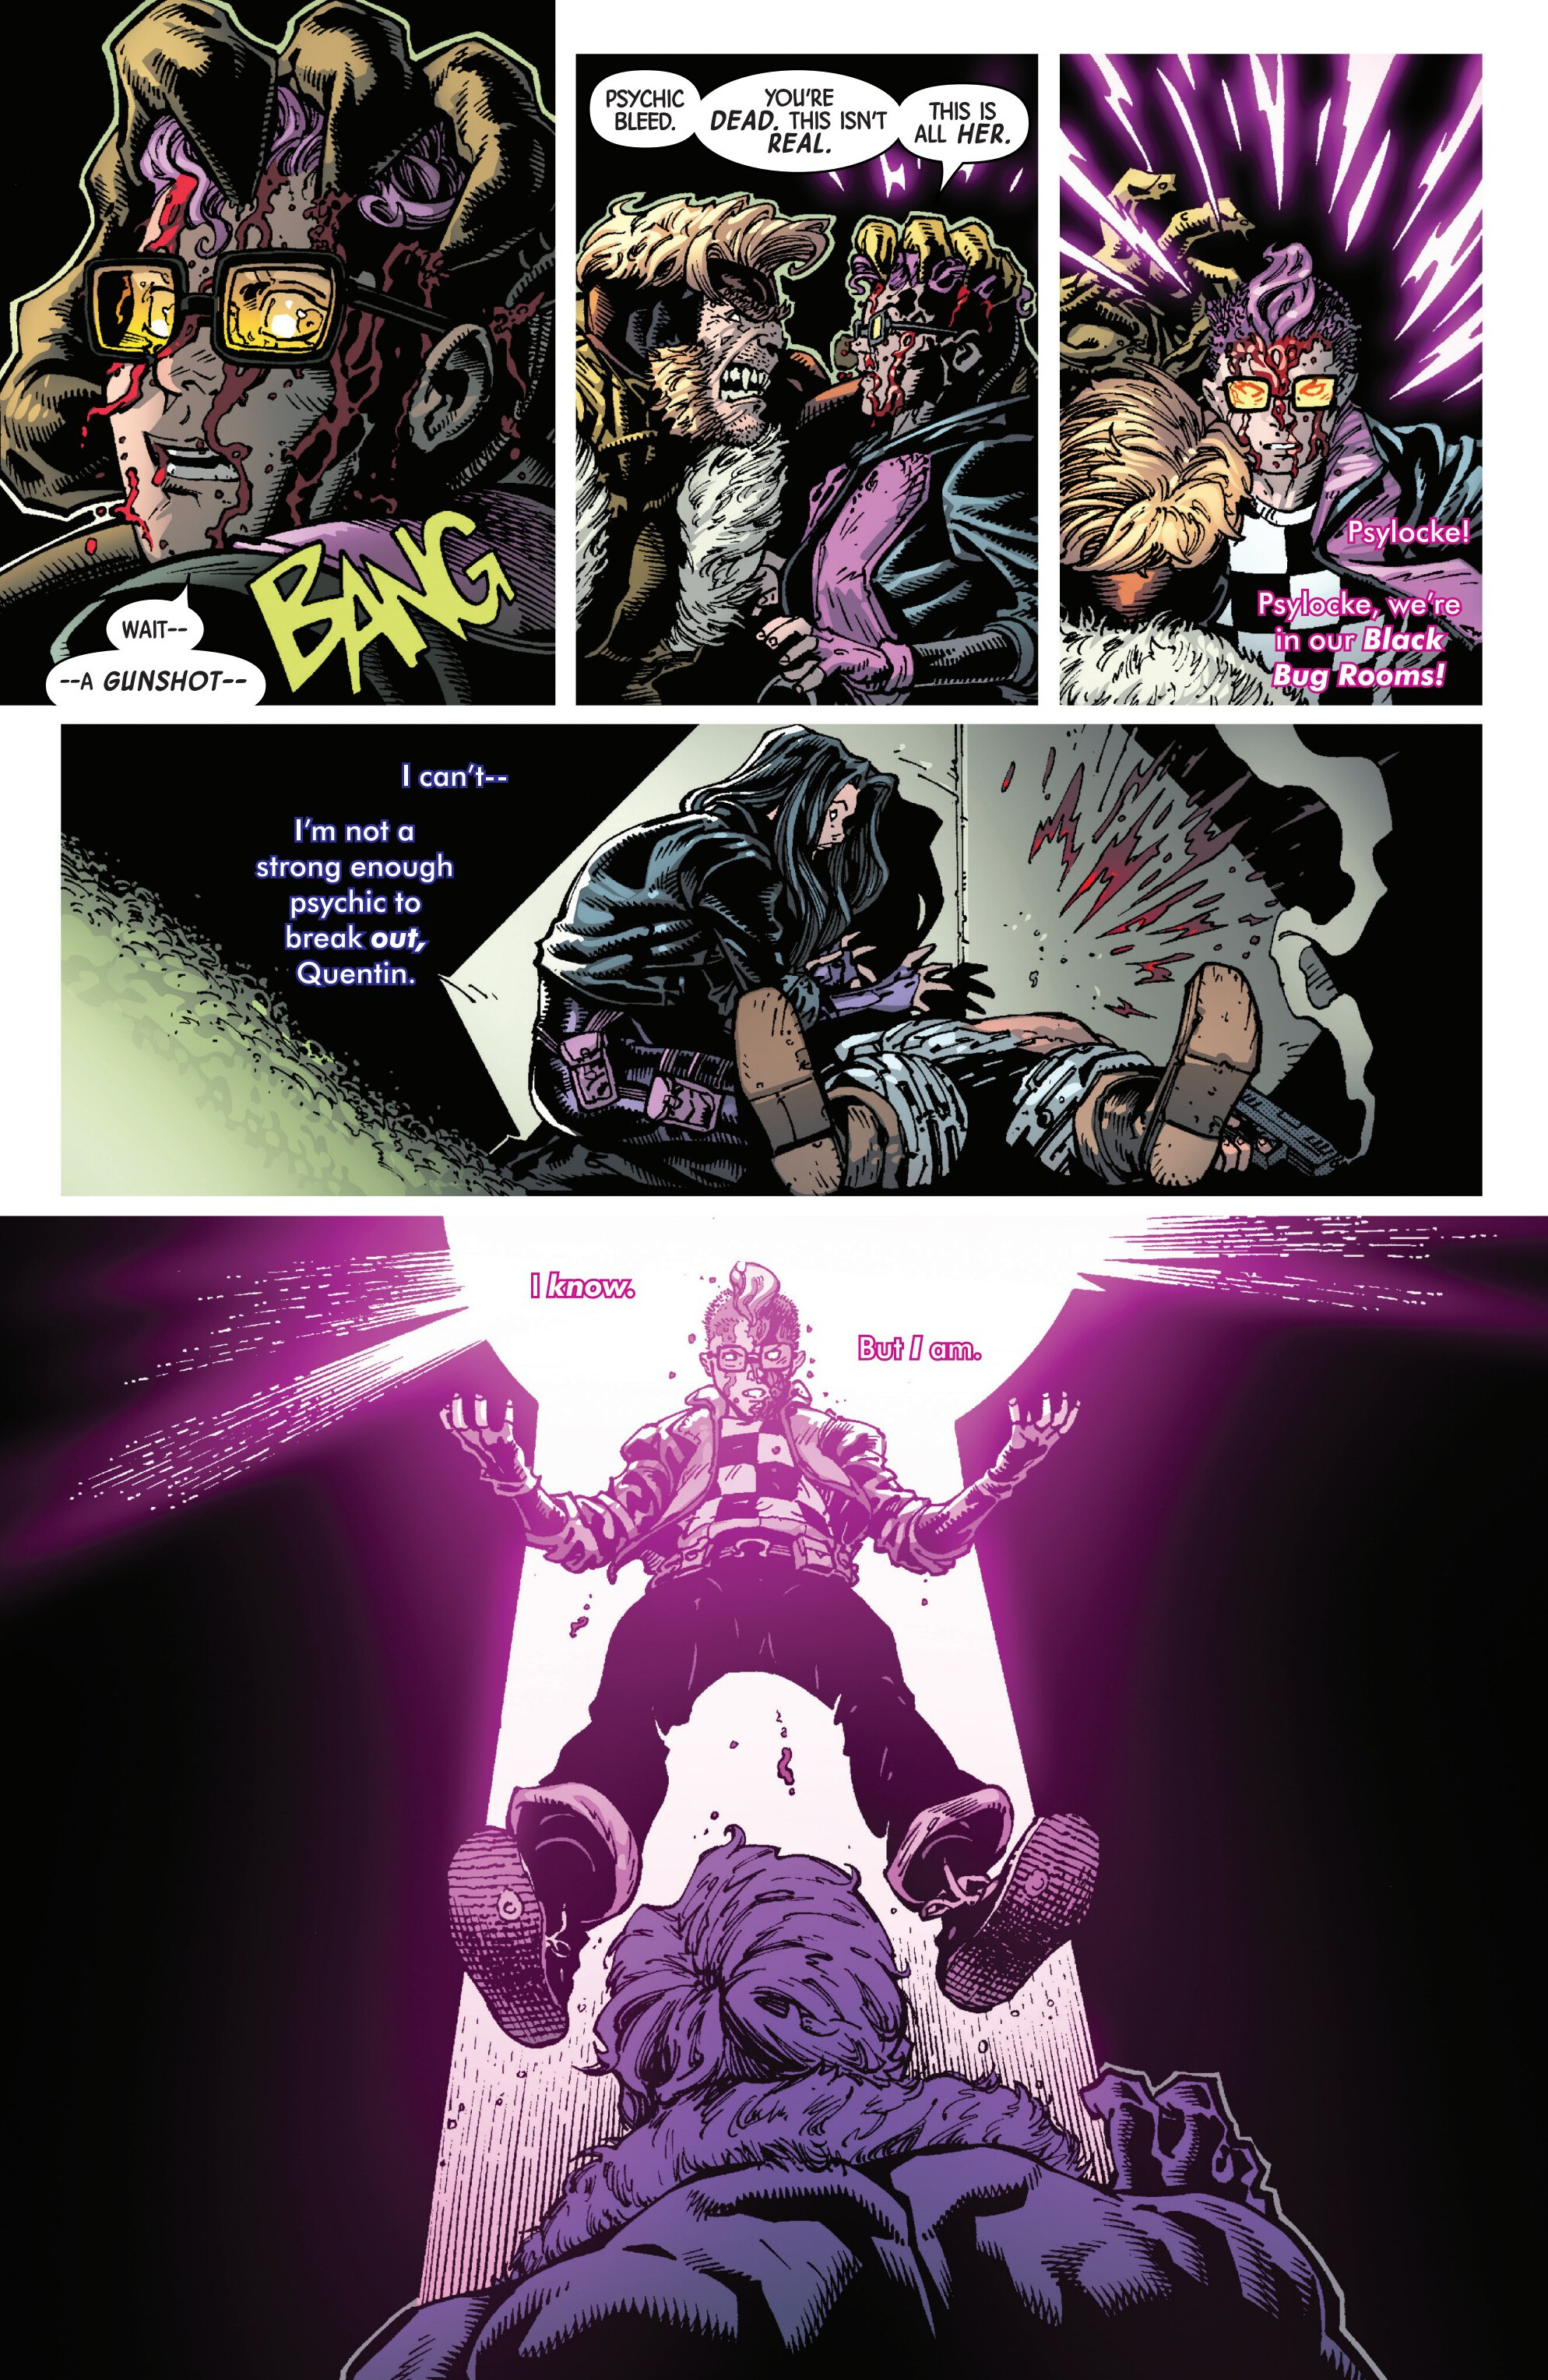 WAIT--
--A GUNSHOT--
BANG
PSYCHIC
BLEED.
YOU'RE
DEAD. THIS ISN'T
REAL.
THIS IS
ALL HER.
Psylocke!
Psylocke, we're
in our Black
Bug Rooms!
I can't--
I'm not a
strong enough
psychic to
break out,
Quentin.
I know.
But I am.